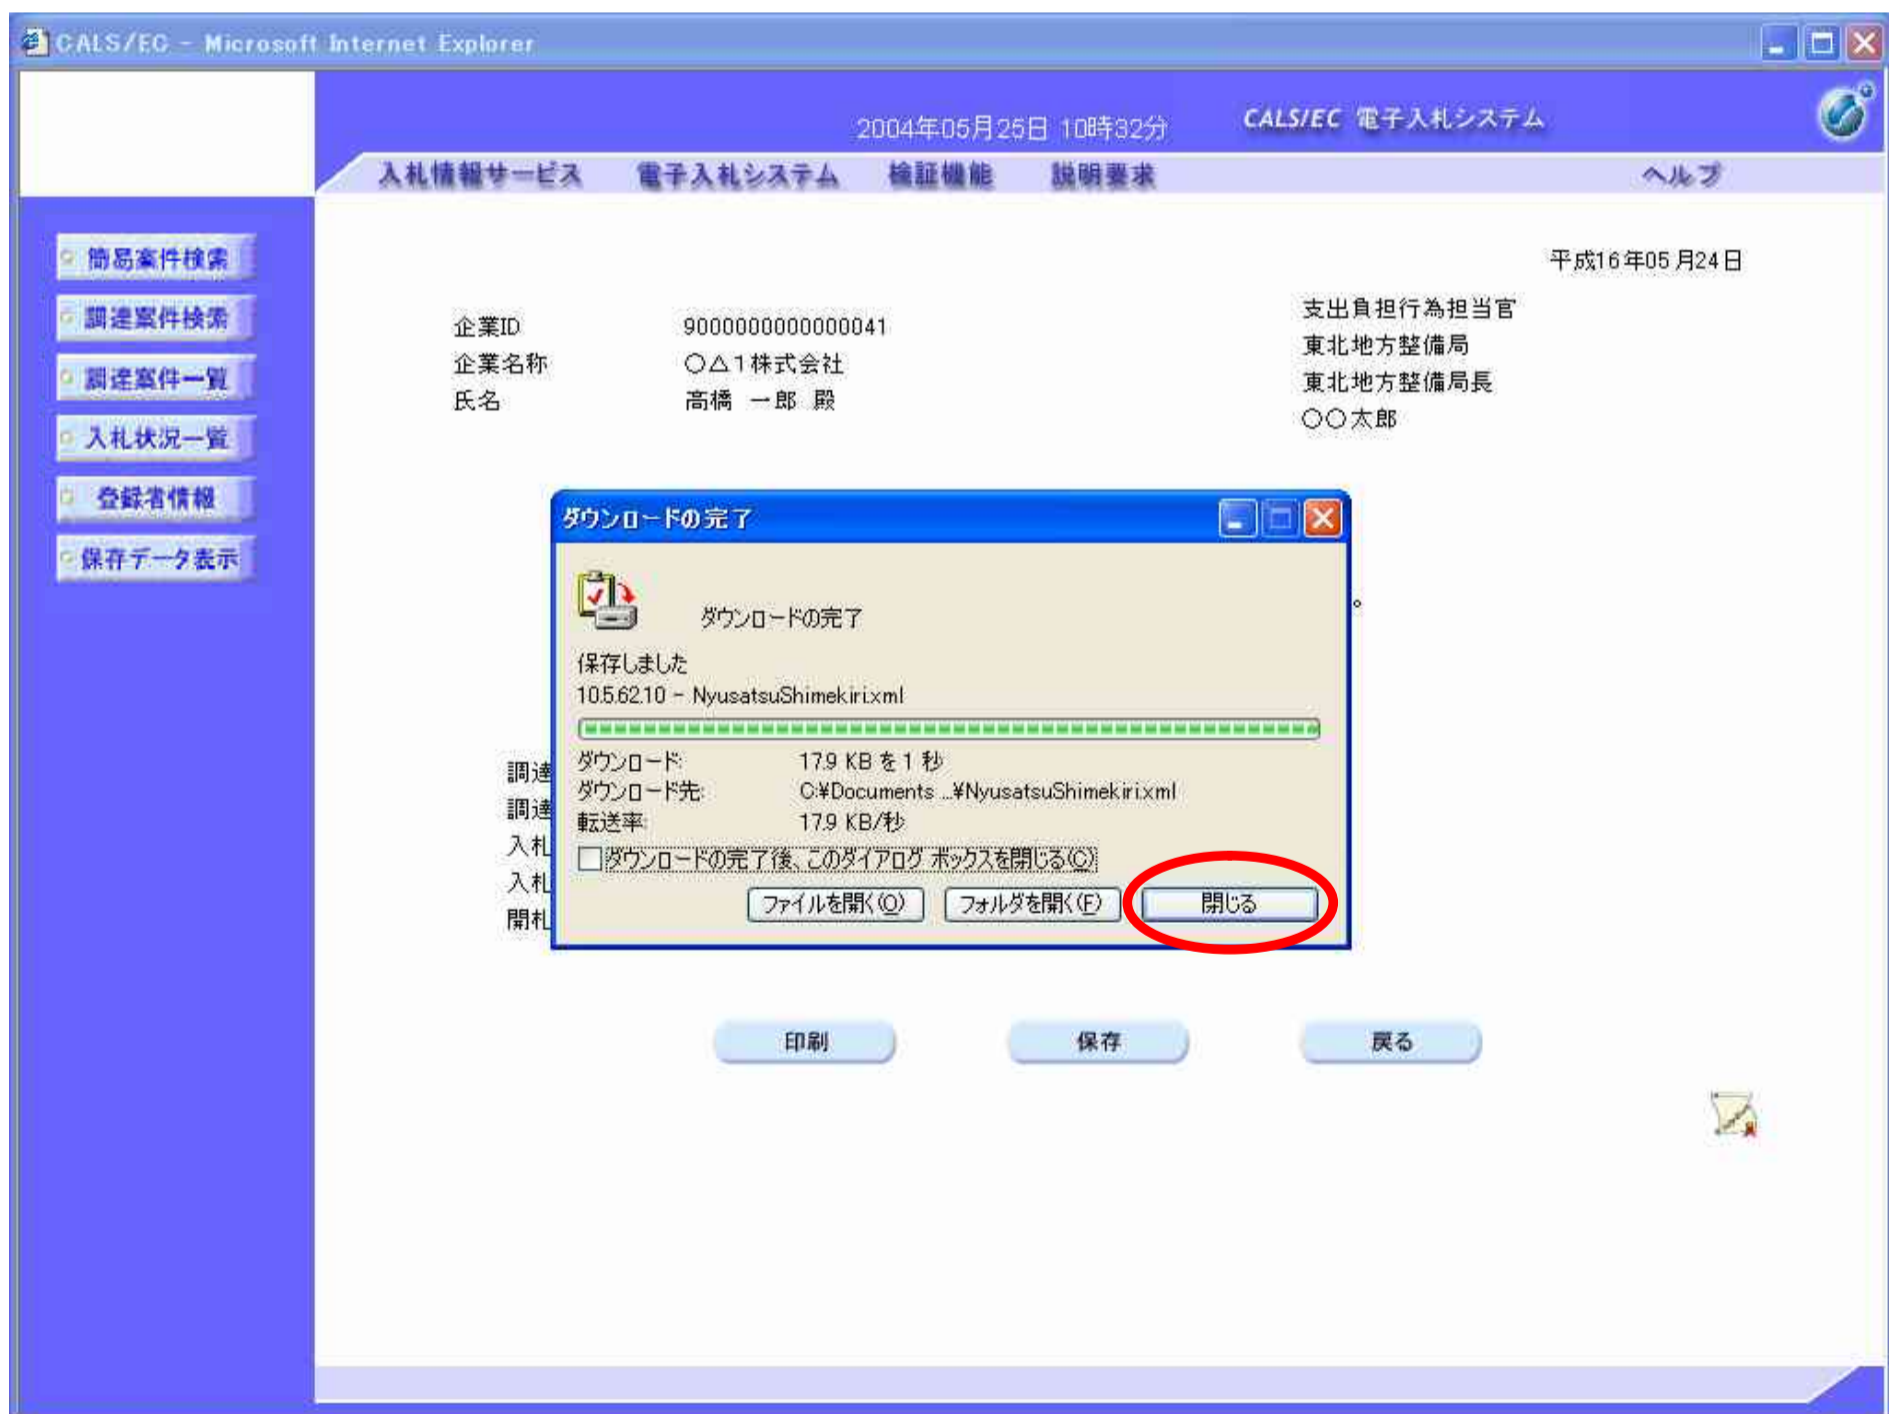 CALS/EC - Microsoft Internet Explorer
2004年05月25日 10時32分
CALS/EC 電子入札システム
入札情報サービス 電子入札システム 検証機能 説明要求 ヘルプ
簡易案件検索
調達案件検索
調達案件一覧
入札状況一覧
登録者情報
保存データ表示
平成16年05月24日
支出負担行為担当官
東北地方整備局
東北地方整備局長
〇〇太郎
企業ID 9000000000000041
企業名称 〇△1株式会社
氏名 高橋 一郎 殿
ダウンロードの完了
ダウンロードの完了
保存しました
10.5.62.10 - NyusatsuShimekiri.xml
ダウンロード: 17.9 KB を 1 秒
ダウンロード先: C:¥Documents ...¥NyusatsuShimekiri.xml
転送率: 17.9 KB/秒
ダウンロードの完了後、このダイアログ ボックスを閉じる(C)
ファイルを開く(O) フォルダを開く(F) 閉じる
。
調達
調達
入札
入札
開札
印刷 保存 戻る